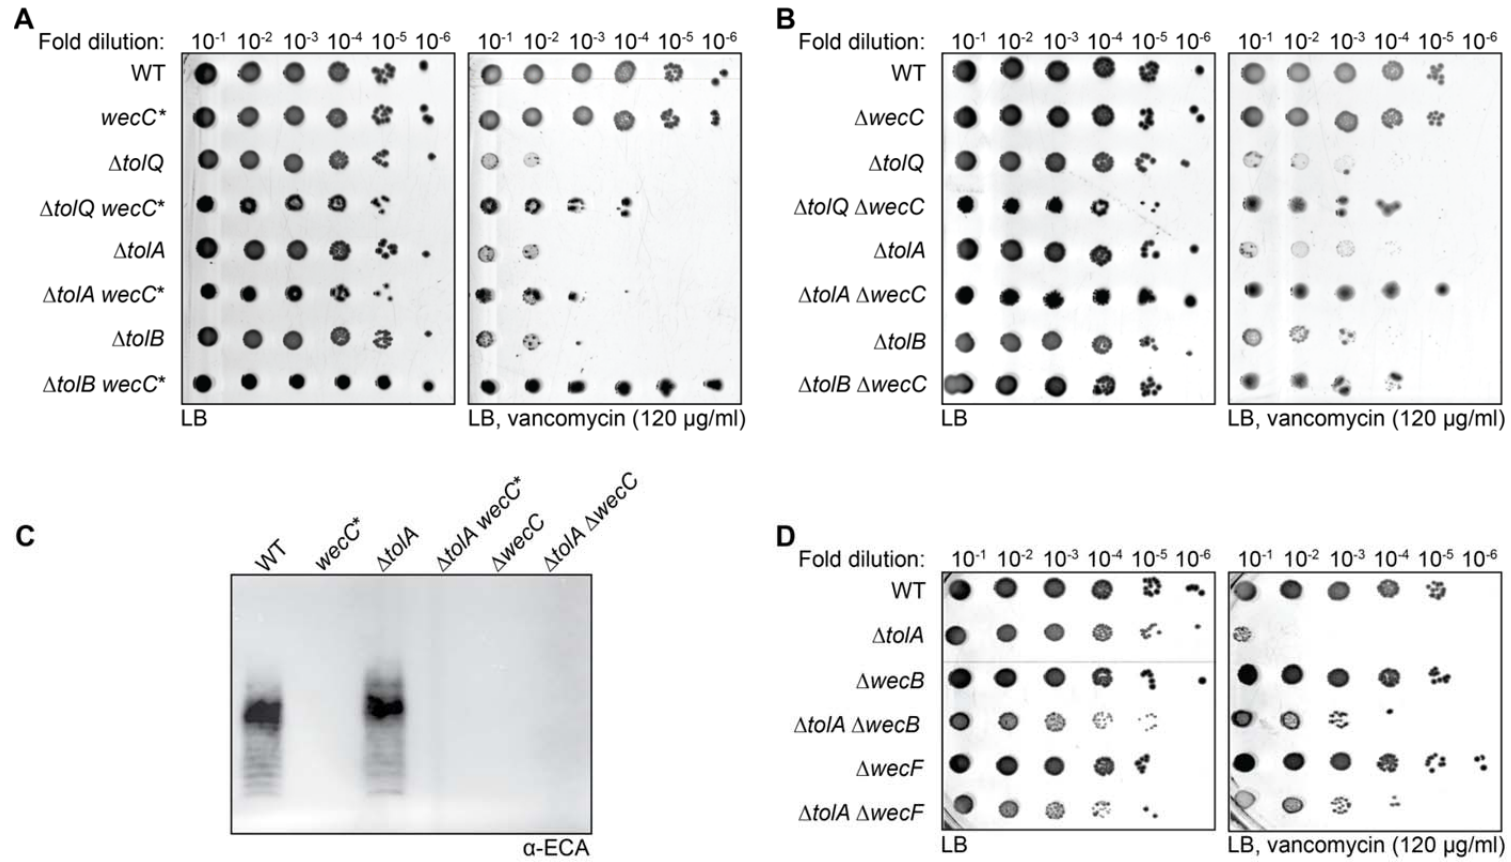 A
Fold dilution: 10-1 10-2 10-3 10-4 10-5 10-6 10-1 10-2 10-3 10-4 10-5 10-6
WT
wecC*
ΔtolQ
ΔtolQ wecC*
ΔtolA
ΔtolA wecC*
ΔtolB
ΔtolB wecC*
LB LB, vancomycin (120 µg/ml)
B
Fold dilution: 10-1 10-2 10-3 10-4 10-5 10-6 10-1 10-2 10-3 10-4 10-5 10-6
WT
ΔwecC
ΔtolQ
ΔtolQ ΔwecC
ΔtolA
ΔtolA ΔwecC
ΔtolB
ΔtolB ΔwecC
LB LB, vancomycin (120 µg/ml)
C
WT wecC* ΔtolA ΔtolA wecC* ΔwecC ΔtolA ΔwecC
α-ECA
D
Fold dilution: 10-1 10-2 10-3 10-4 10-5 10-6 10-1 10-2 10-3 10-4 10-5 10-6
WT
ΔtolA
ΔwecB
ΔtolA ΔwecB
ΔwecF
ΔtolA ΔwecF
LB LB, vancomycin (120 µg/ml)